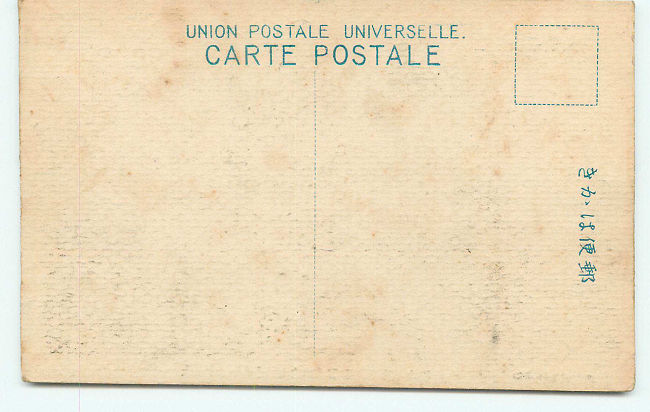 UNION POSTALE UNIVERSELLE.
CARTE POSTALE
郵便はがき